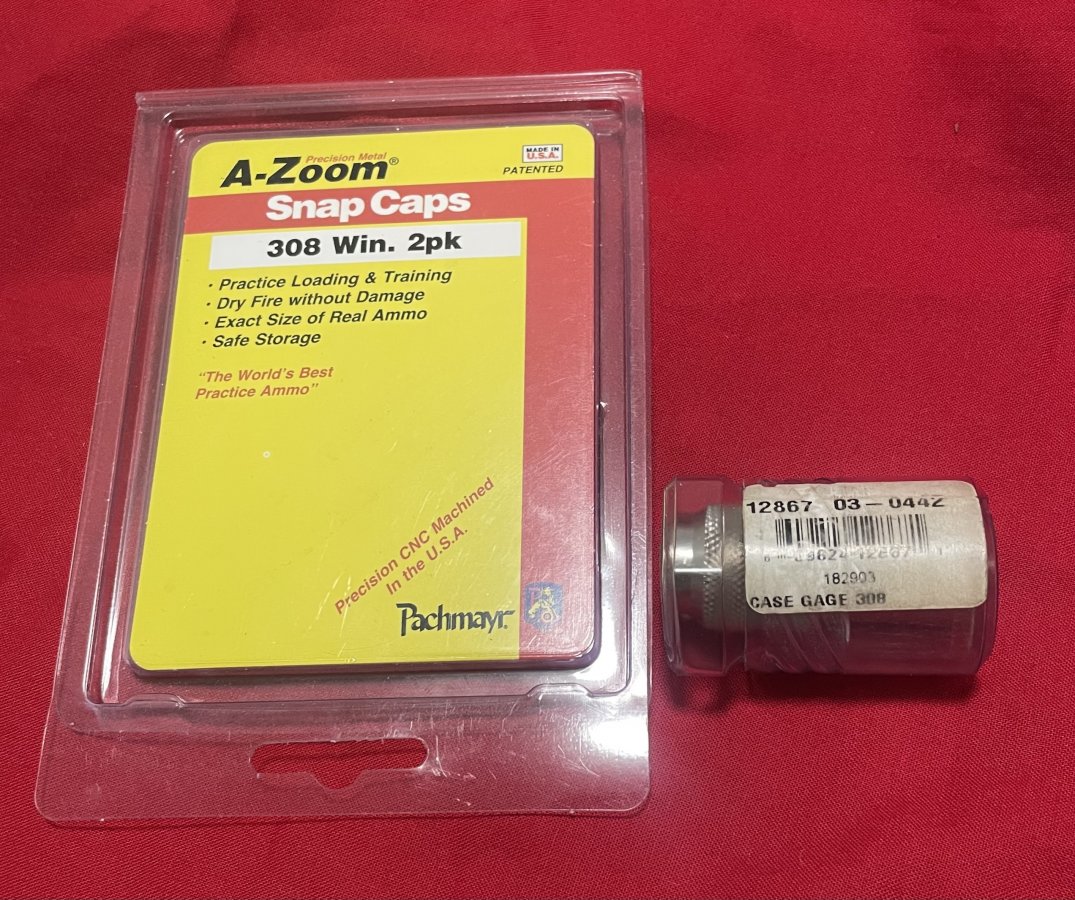 Precision Metal
A-Zoom®
MADE IN
U.S.A.
PATENTED
Snap Caps
308 Win. 2pk
· Practice Loading & Training
· Dry Fire without Damage
· Exact Size of Real Ammo
· Safe Storage
“The World's Best
Practice Ammo”
Precision CNC Machined
In the U.S.A.
Pachmayr
12867 03-0442
182903
CASE GAGE 308